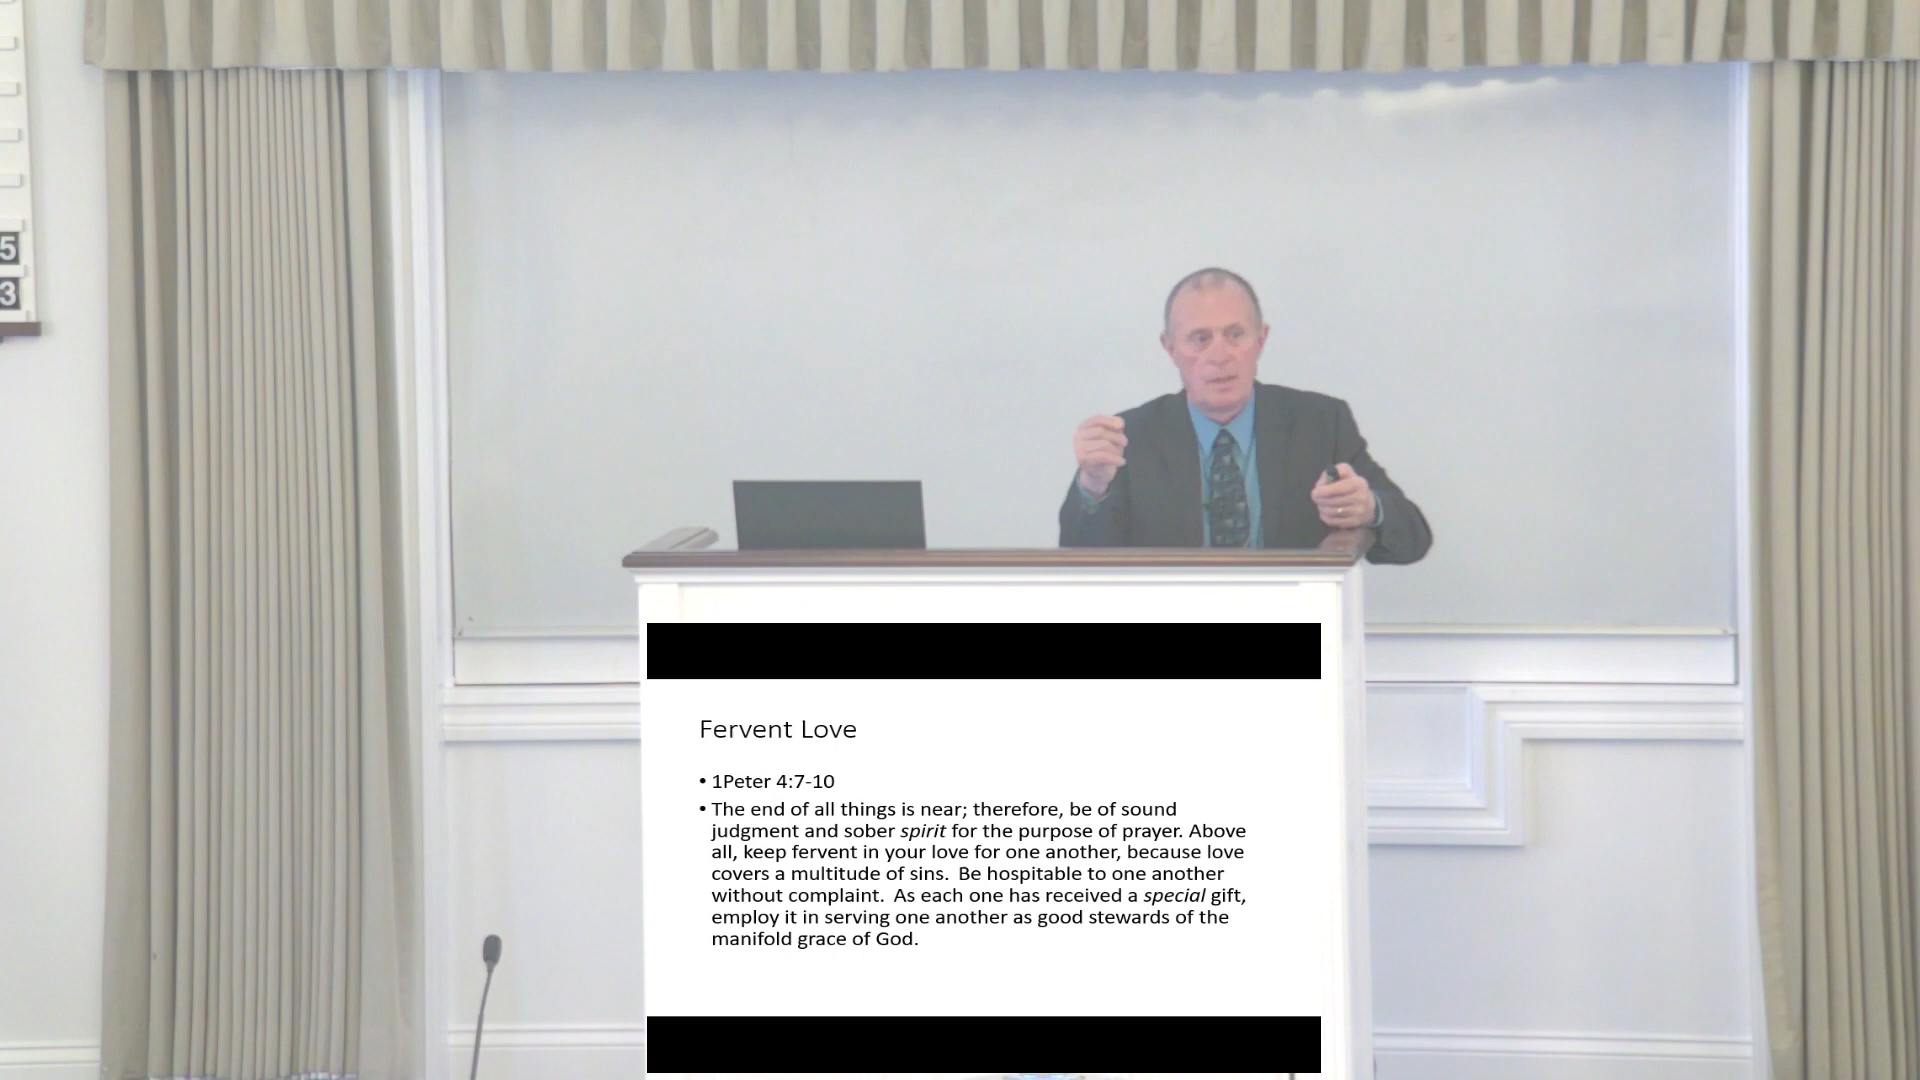 5
3
Fervent Love
• 1Peter 4:7-10
• The end of all things is near; therefore, be of sound
judgment and sober spirit for the purpose of prayer. Above
all, keep fervent in your love for one another, because love
covers a multitude of sins.  Be hospitable to one another
without complaint.  As each one has received a special gift,
employ it in serving one another as good stewards of the
manifold grace of God.